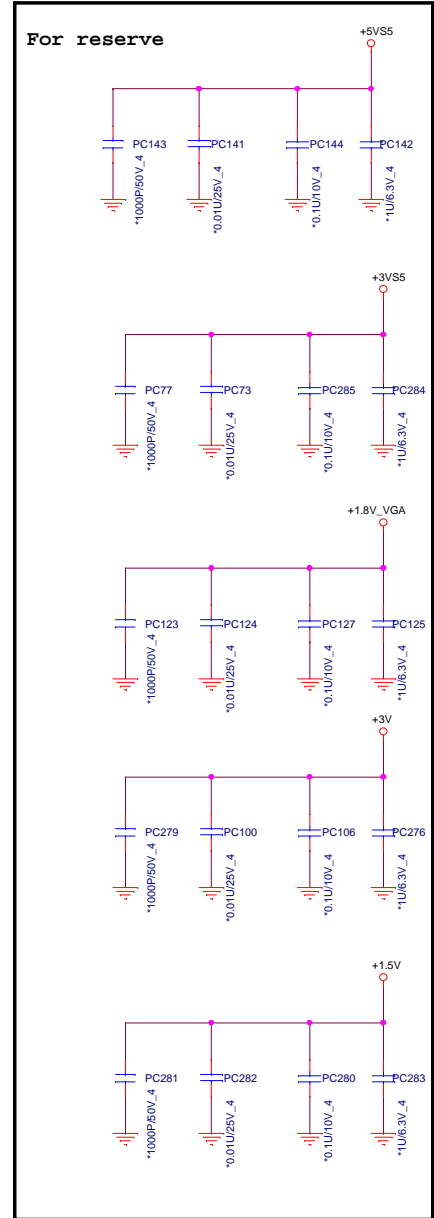 For reserve
+5VS5
PC143
PC141
PC144
PC142
*1000P/50V_4
*0.01U/25V_4
*0.1U/10V_4
*1U/6.3V_4
+3VS5
PC77
PC73
PC285
PC284
*1000P/50V_4
*0.01U/25V_4
*0.1U/10V_4
*1U/6.3V_4
+1.8V_VGA
PC123
PC124
PC127
PC125
*1000P/50V_4
*0.01U/25V_4
*0.1U/10V_4
*1U/6.3V_4
+3V
PC279
PC100
PC106
PC276
*1000P/50V_4
*0.01U/25V_4
*0.1U/10V_4
*1U/6.3V_4
+1.5V
PC281
PC282
PC280
PC283
*1000P/50V_4
*0.01U/25V_4
*0.1U/10V_4
*1U/6.3V_4